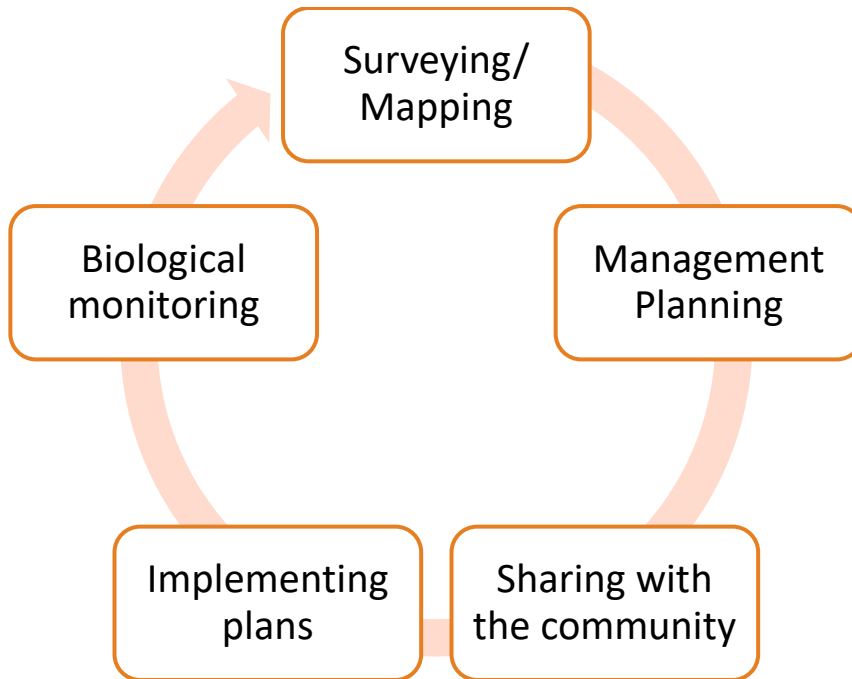 Surveying/
Mapping
Management
Planning
Sharing with
the community
Implementing
plans
Biological
monitoring